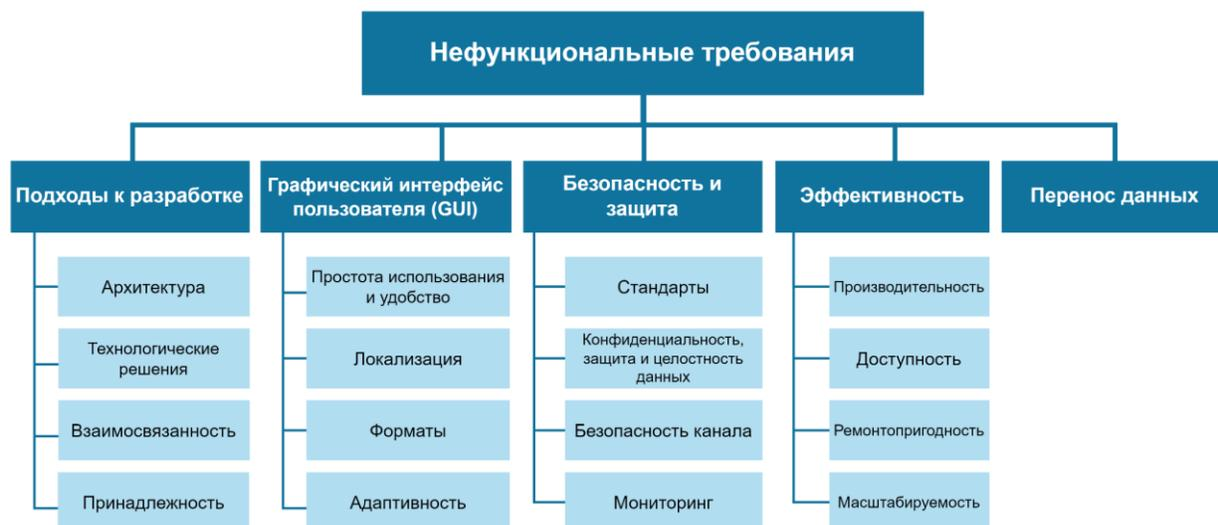 Нефункциональные требования
Подходы к разработке
Графический интерфейс
пользователя (GUI)
Безопасность и
защита
Эффективность
Перенос данных
Архитектура
Технологические
решения
Взаимосвязанность
Принадлежность
Простота использования
и удобство
Локализация
Форматы
Адаптивность
Стандарты
Конфиденциальность,
защита и целостность
данных
Безопасность канала
Мониторинг
Производительность
Доступность
Ремонтопригодность
Масштабируемость